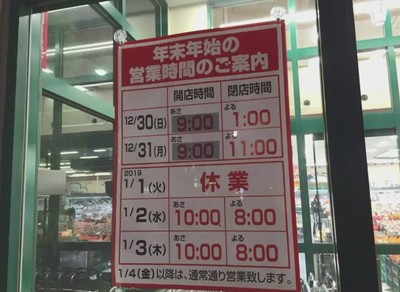 年末年始の
営業時間のご案内
開店時間 閉店時間
12/30(日) あさ 9:00 よる 1:00
12/31(月) あさ 9:00 よる 11:00
2019
1/1(火) 休業
1/2(水) あさ 10:00 よる 8:00
1/3(木) あさ 10:00 よる 8:00
1/4(金)以降は、通常通り営業致します。